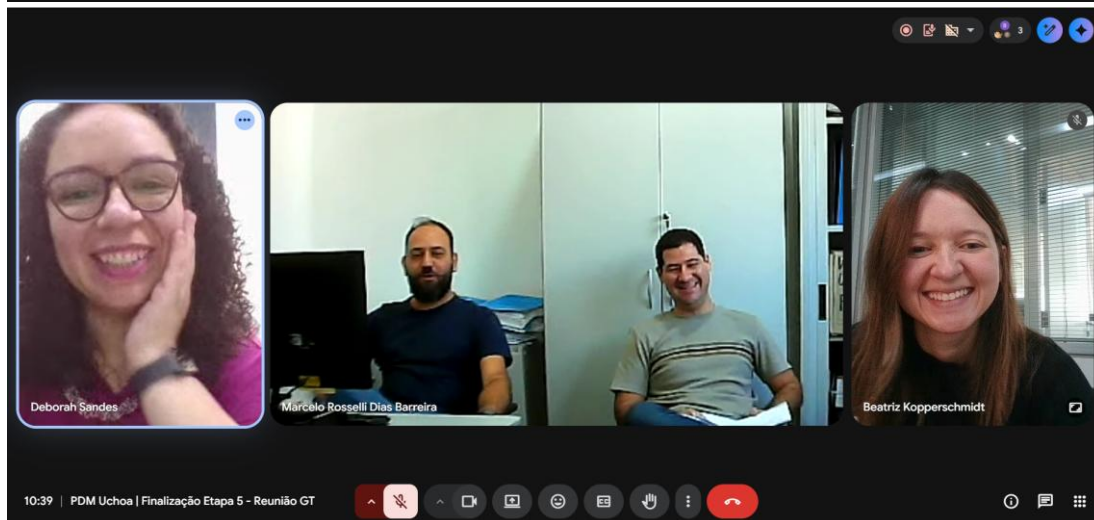 3
Deborah Sandes
Marcelo Rosselli Dias Barreira
Beatriz Kopperschmidt
10:39 | PDM Uchoa | Finalização Etapa 5 - Reunião GT